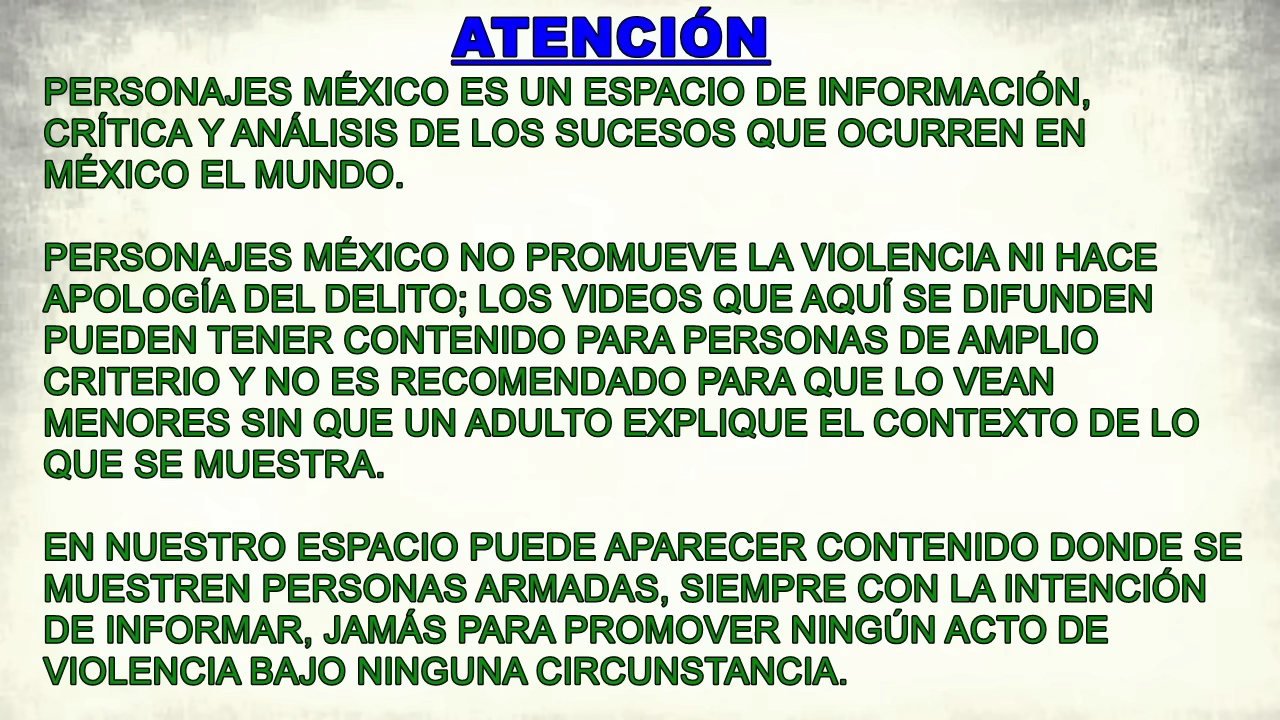 ATENCIÓN
PERSONAJES MÉXICO ES UN ESPACIO DE INFORMACIÓN,
CRÍTICA Y ANÁLISIS DE LOS SUCESOS QUE OCURREN EN
MÉXICO EL MUNDO.
PERSONAJES MÉXICO NO PROMUEVE LA VIOLENCIA NI HACE
APOLOGÍA DEL DELITO; LOS VIDEOS QUE AQUÍ SE DIFUNDEN
PUEDEN TENER CONTENIDO PARA PERSONAS DE AMPLIO
CRITERIO Y NO ES RECOMENDADO PARA QUE LO VEAN
MENORES SIN QUE UN ADULTO EXPLIQUE EL CONTEXTO DE LO
QUE SE MUESTRA.
EN NUESTRO ESPACIO PUEDE APARECER CONTENIDO DONDE SE
MUESTREN PERSONAS ARMADAS, SIEMPRE CON LA INTENCIÓN
DE INFORMAR, JAMÁS PARA PROMOVER NINGÚN ACTO DE
VIOLENCIA BAJO NINGUNA CIRCUNSTANCIA.